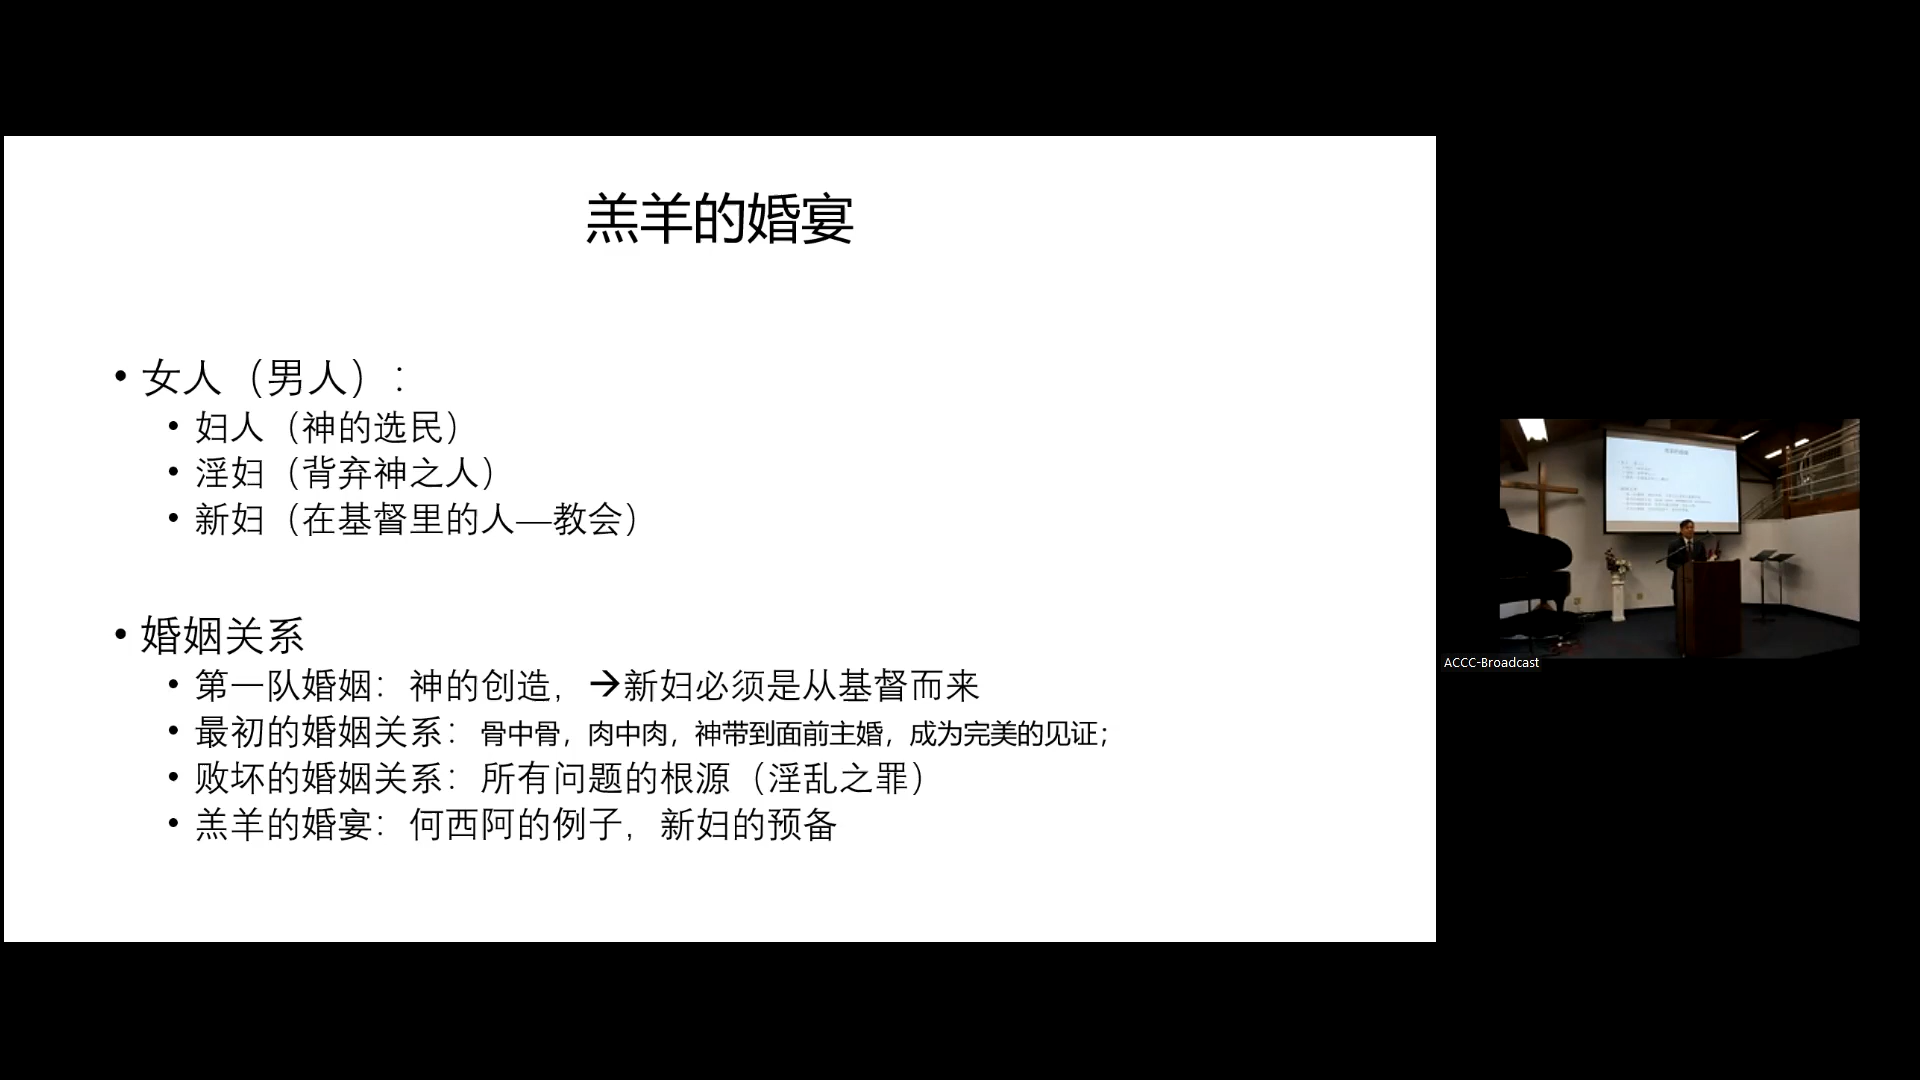 羔羊的婚宴
• 女人（男人）:
• 妇人（神的选民）
• 淫妇（背弃神之人）
• 新妇（在基督里的人—教会）
• 婚姻关系
• 第一队婚姻：神的创造，→新妇必须是从基督而来
• 最初的婚姻关系：骨中骨，肉中肉，神带到面前主婚，成为完美的见证；
• 败坏的婚姻关系：所有问题的根源（淫乱之罪）
• 羔羊的婚宴：何西阿的例子，新妇的预备
ACCC-Broadcast